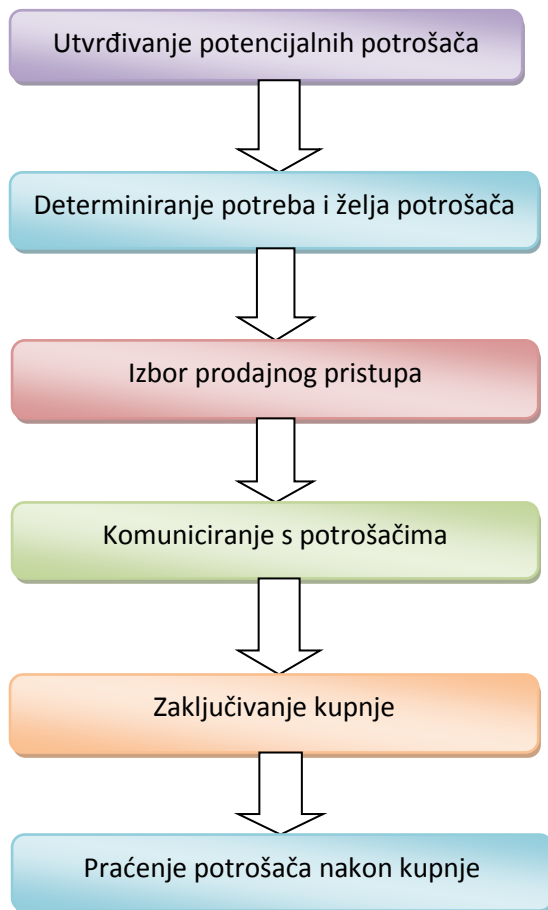 Utvrđivanje potencijalnih potrošača
Determiniranje potreba i želja potrošača
Izbor prodajnog pristupa
Komuniciranje s potrošačima
Zaključivanje kupnje
Praćenje potrošača nakon kupnje